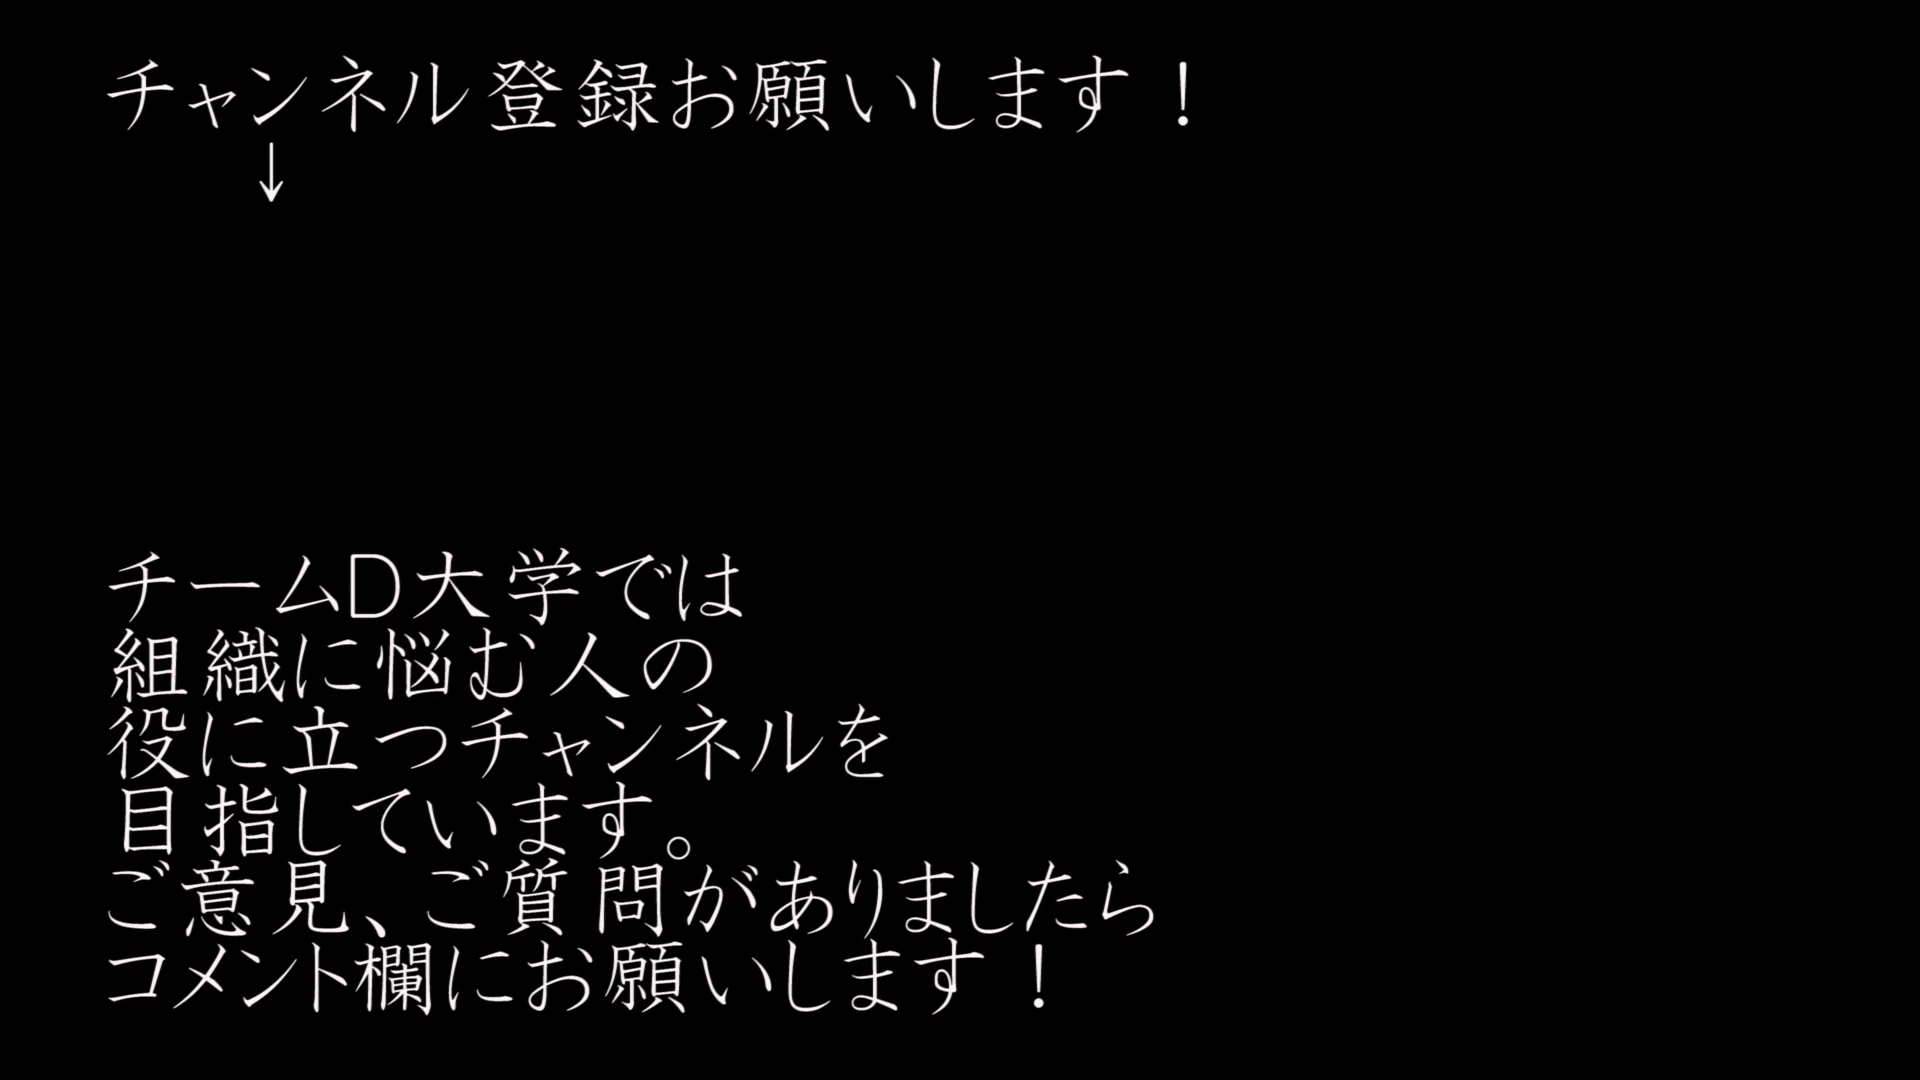 チャンネル登録お願いします！
↓
チームD大学では
組織に悩む人の
役に立つチャンネルを
目指しています。
ご意見、ご質問がありましたら
コメント欄にお願いします！